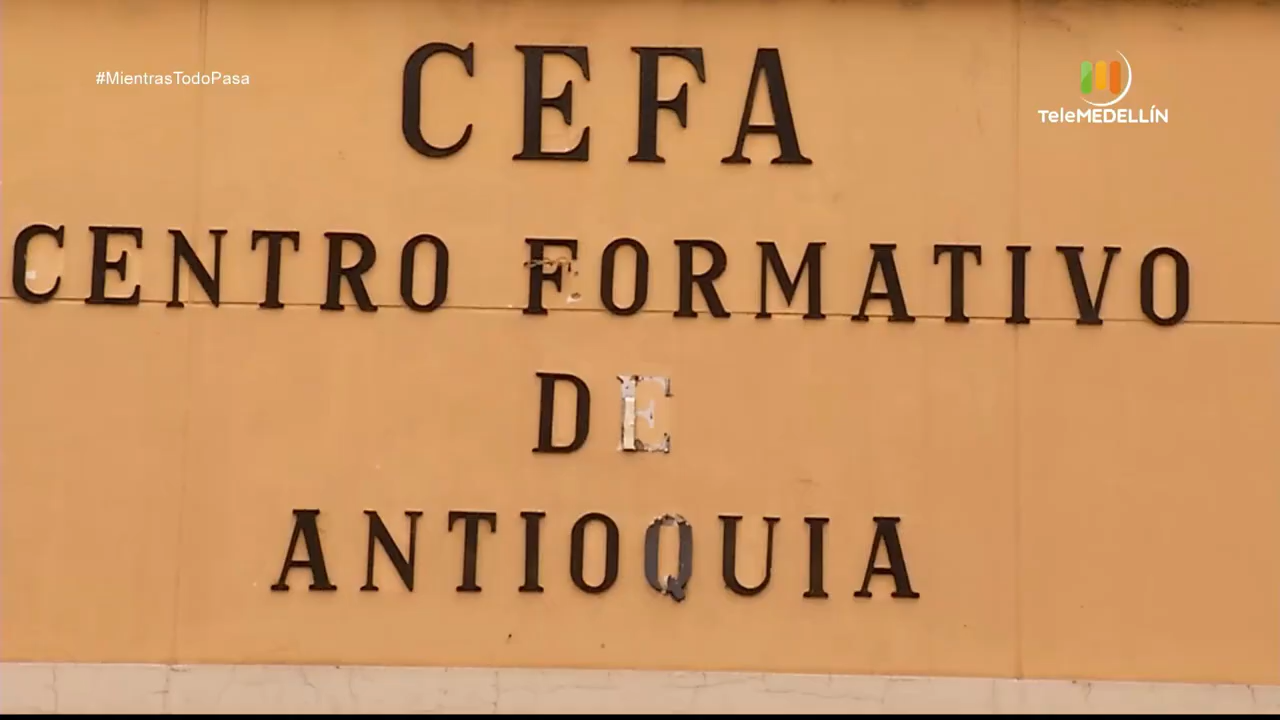 #MientrasTodoPasa
TeleMEDELLÍN
CEFA
CENTRO FORMATIVO
DE
ANTIOQUIA